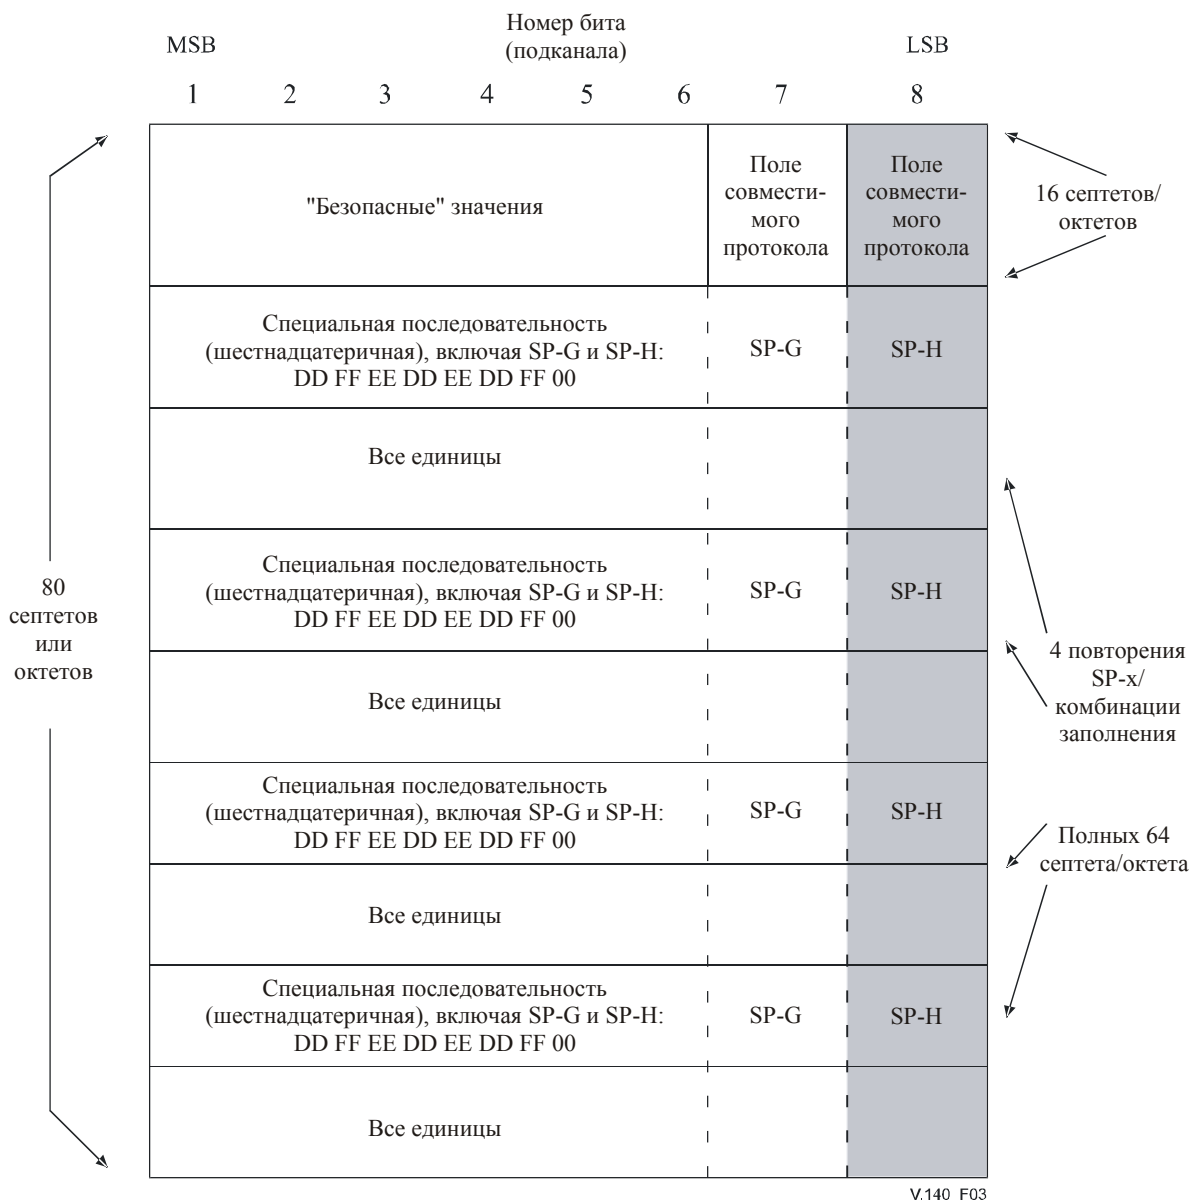 Номер бита
(подканала)
MSB
LSB
1 2 3 4 5 6 7 8
"Безопасные" значения
Поле
совмести-
мого
протокола
Поле
совмести-
мого
протокола
16 септетов/
октетов
Специальная последовательность
(шестнадцатеричная), включая SP-G и SP-H:
DD FF EE DD EE DD FF 00
SP-G
SP-H
Все единицы
Специальная последовательность
(шестнадцатеричная), включая SP-G и SP-H:
DD FF EE DD EE DD FF 00
SP-G
SP-H
80
септетов
или
октетов
Все единицы
4 повторения
SP-x/
комбинации
заполнения
Специальная последовательность
(шестнадцатеричная), включая SP-G и SP-H:
DD FF EE DD EE DD FF 00
SP-G
SP-H
Полных 64
септета/октета
Все единицы
Специальная последовательность
(шестнадцатеричная), включая SP-G и SP-H:
DD FF EE DD EE DD FF 00
SP-G
SP-H
Все единицы
V.140_F03